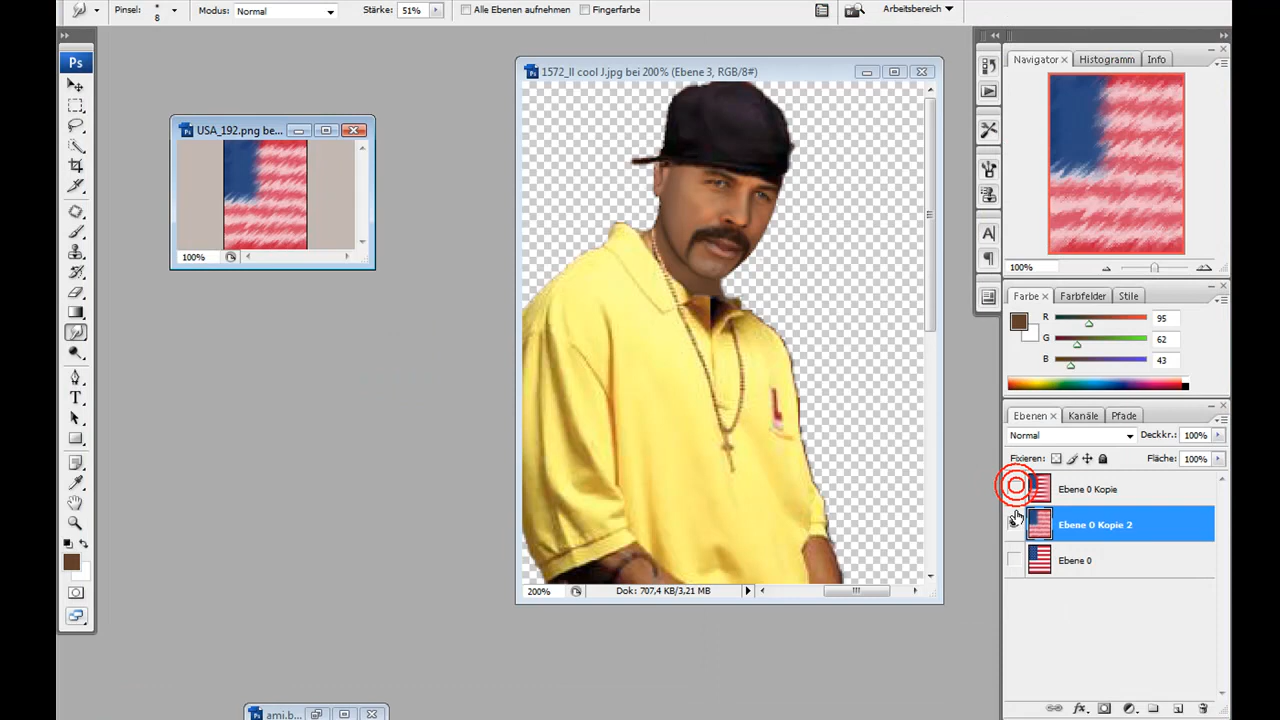 Pinsel: 8 Modus: Normal Stärke: 51% Alle Ebenen aufnehmen Fingerfarbe Arbeitsbereich
Ps
USA_192.png be...
100%
1572_ll cool J.jpg bei 200% (Ebene 3, RGB/8#)
200% Dok: 707,4 KB/3,21 MB
ami.b...
Navigator Histogramm Info
100%
Farbe Farbfelder Stile
R 95
G 62
B 43
Ebenen Kanäle Pfade
Normal Deckkr.: 100%
Fixieren: Fläche: 100%
Ebene 0 Kopie
Ebene 0 Kopie 2
Ebene 0